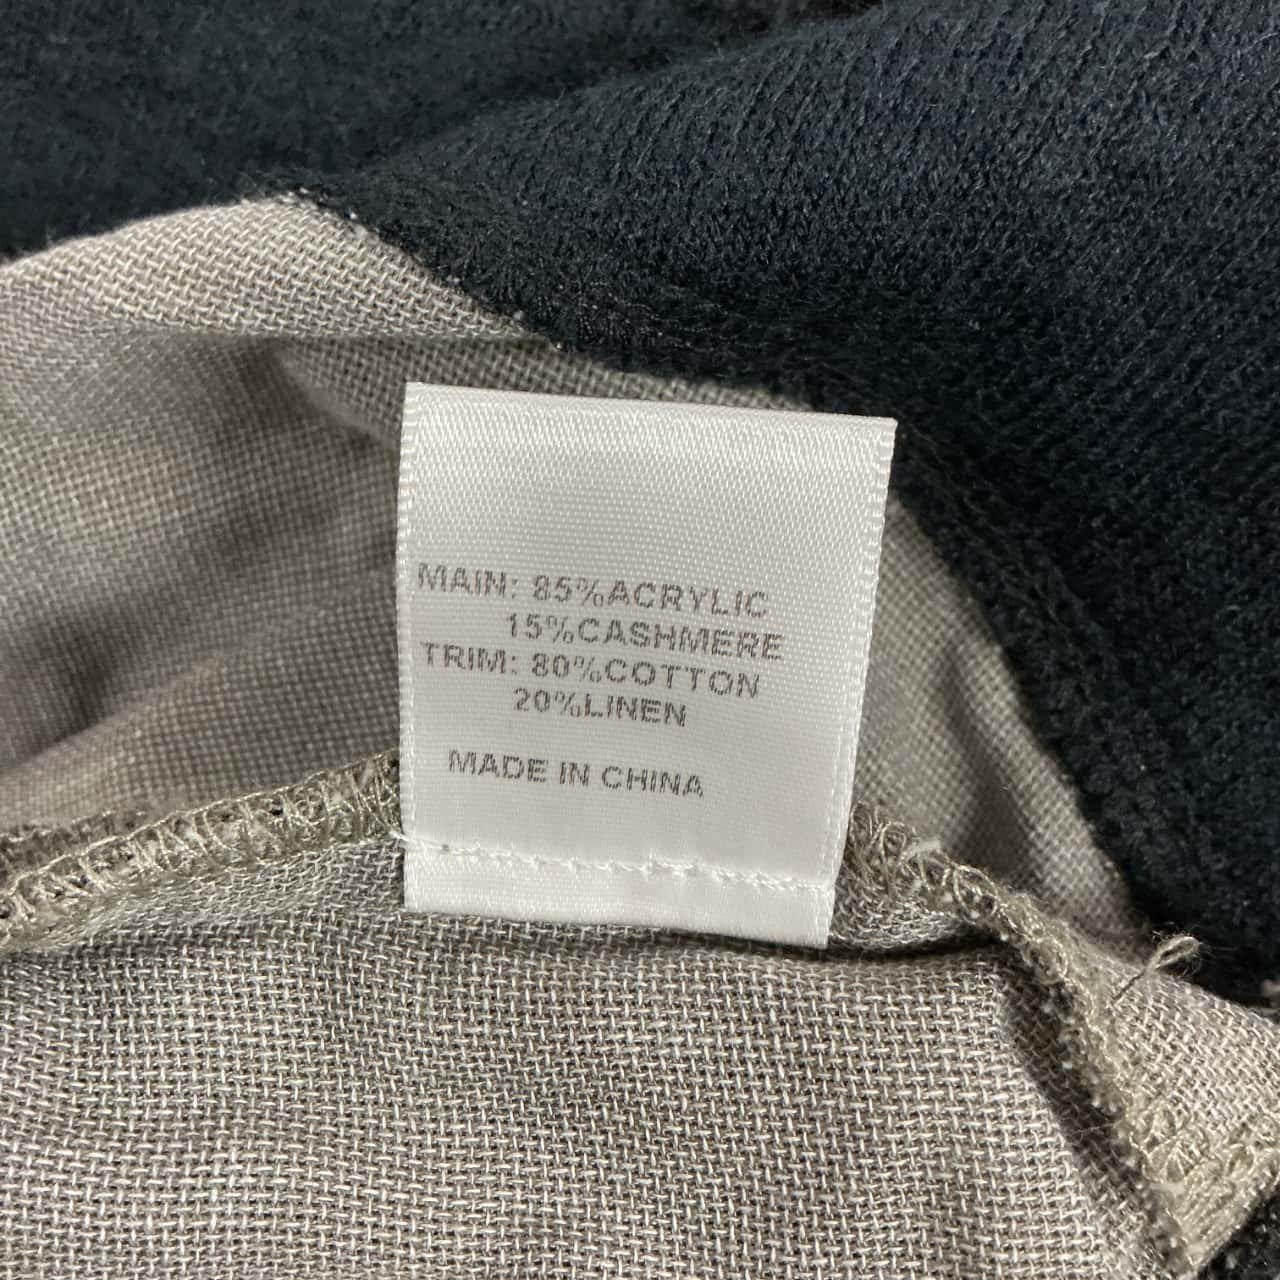 MAIN: 85%ACRYLIC
15%CASHMERE
TRIM: 80%COTTON
20%LINEN
MADE IN CHINA